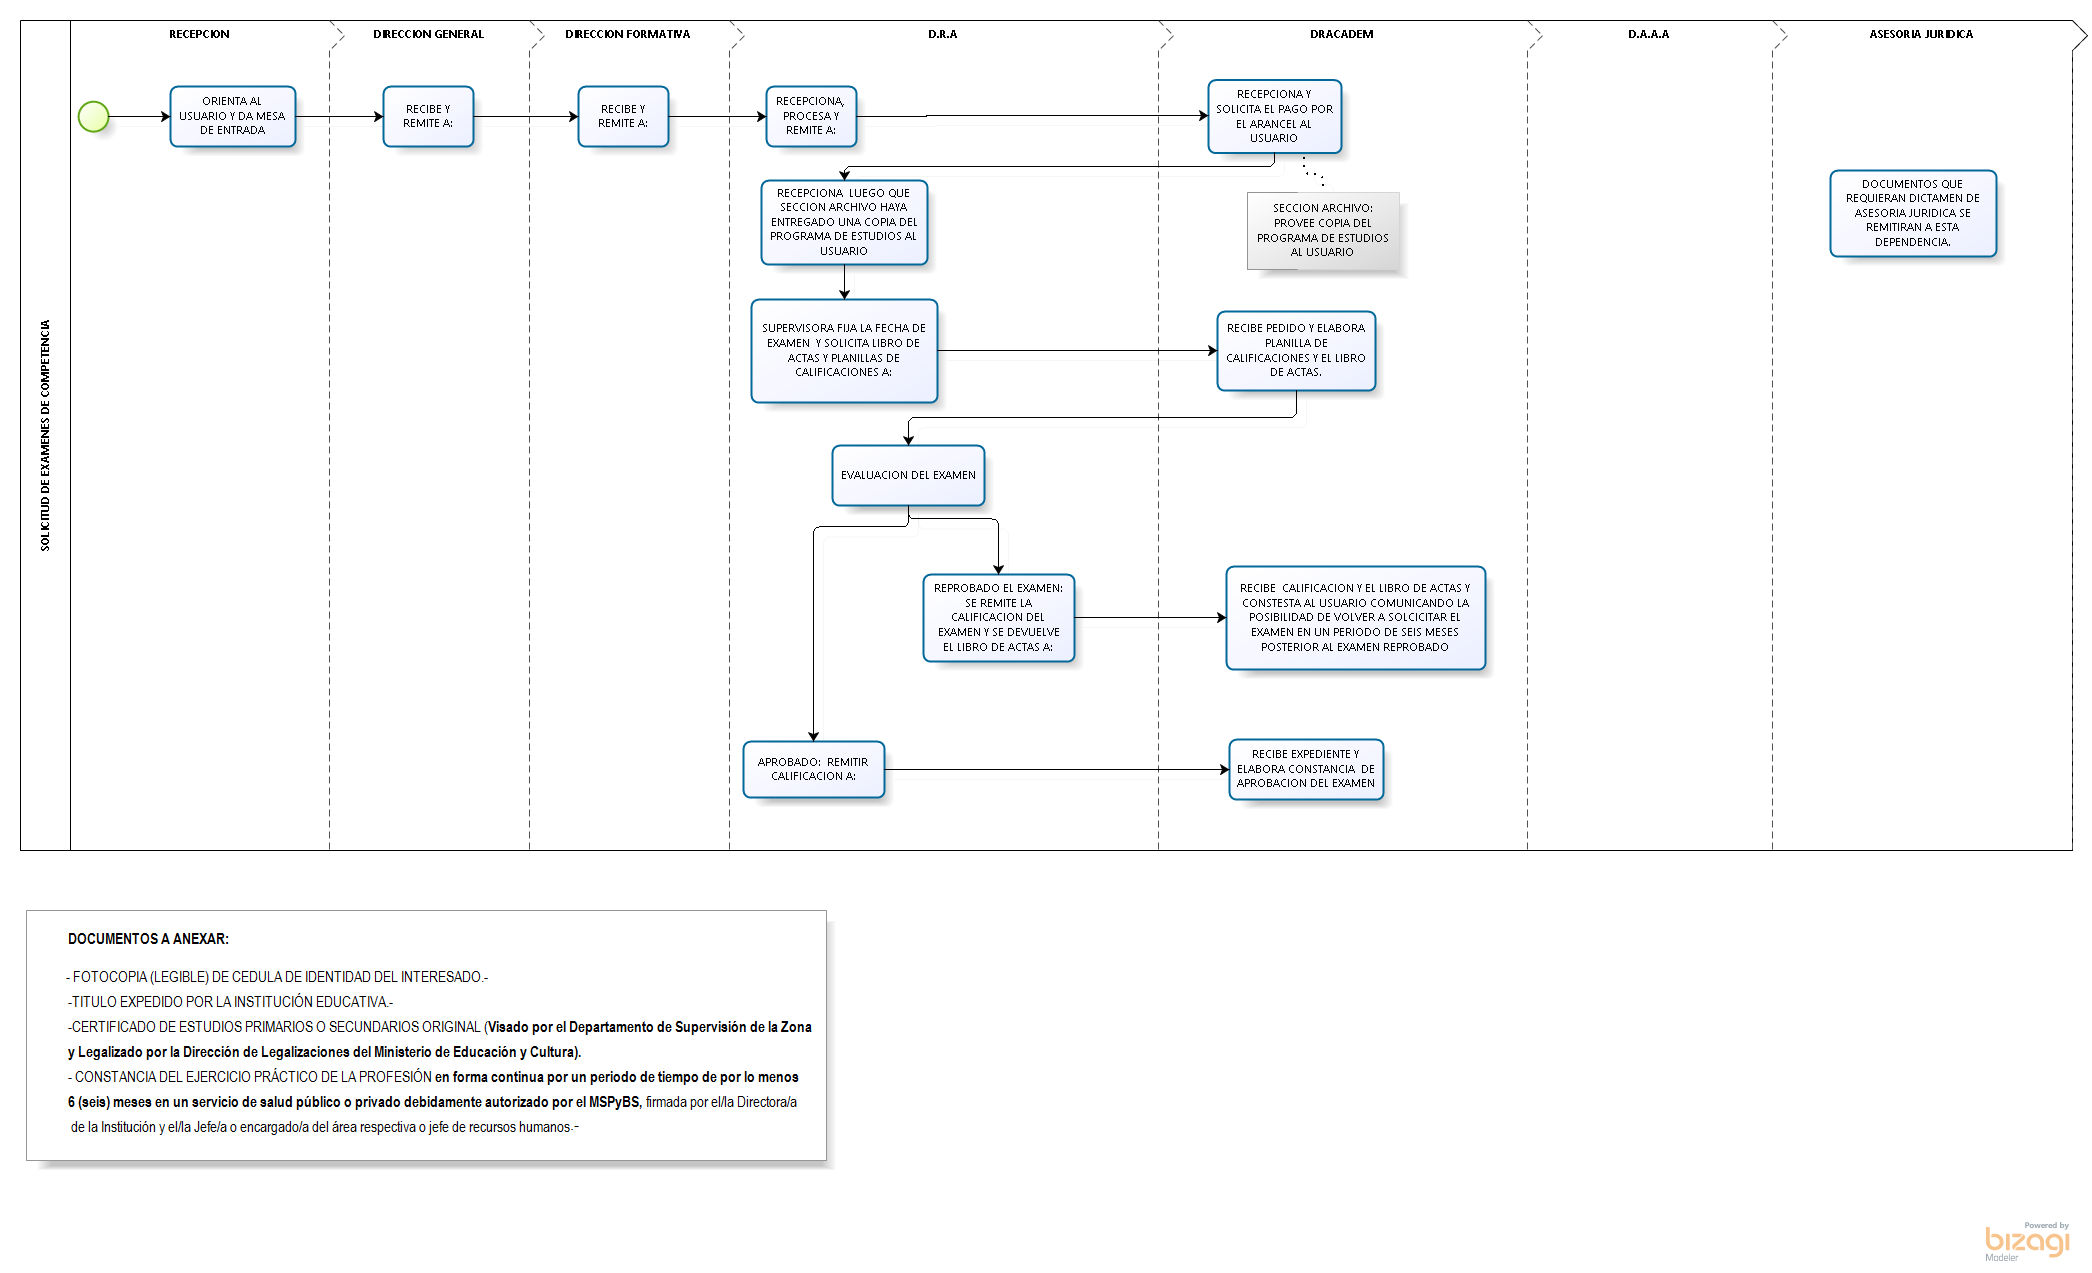 RECEPCION
DIRECCION GENERAL
DIRECCION FORMATIVA
D.R.A
DRACADEM
D.A.A.A
ASESORIA JURIDICA
SOLICITUD DE EXAMENES DE COMPETENCIA
ORIENTA AL
USUARIO Y DA MESA
DE ENTRADA
RECIBE Y
REMITE A:
RECIBE Y
REMITE A:
RECEPCIONA,
PROCESA Y
REMITE A:
RECEPCIONA Y
SOLICITA EL PAGO POR
EL ARANCEL AL
USUARIO
RECEPCIONA LUEGO QUE
SECCION ARCHIVO HAYA
ENTREGADO UNA COPIA DEL
PROGRAMA DE ESTUDIOS AL
USUARIO
SECCION ARCHIVO:
PROVEE COPIA DEL
PROGRAMA DE ESTUDIOS
AL USUARIO
DOCUMENTOS QUE
REQUIERAN DICTAMEN DE
ASESORIA JURIDICA SE
REMITIRAN A ESTA
DEPENDENCIA.
SUPERVISORA FIJA LA FECHA DE
EXAMEN Y SOLICITA LIBRO DE
ACTAS Y PLANILLAS DE
CALIFICACIONES A:
RECIBE PEDIDO Y ELABORA
PLANILLA DE
CALIFICACIONES Y EL LIBRO
DE ACTAS.
EVALUACION DEL EXAMEN
REPROBADO EL EXAMEN:
SE REMITE LA
CALIFICACION DEL
EXAMEN Y SE DEVUELVE
EL LIBRO DE ACTAS A:
RECIBE CALIFICACION Y EL LIBRO DE ACTAS Y
CONSTESTA AL USUARIO COMUNICANDO LA
POSIBILIDAD DE VOLVER A SOLCICITAR EL
EXAMEN EN UN PERIODO DE SEIS MESES
POSTERIOR AL EXAMEN REPROBADO
APROBADO: REMITIR
CALIFICACION A:
RECIBE EXPEDIENTE Y
ELABORA CONSTANCIA DE
APROBACION DEL EXAMEN
DOCUMENTOS A ANEXAR:
- FOTOCOPIA (LEGIBLE) DE CEDULA DE IDENTIDAD DEL INTERESADO.-
-TITULO EXPEDIDO POR LA INSTITUCIÓN EDUCATIVA.-
-CERTIFICADO DE ESTUDIOS PRIMARIOS O SECUNDARIOS ORIGINAL (Visado por el Departamento de Supervisión de la Zona
y Legalizado por la Dirección de Legalizaciones del Ministerio de Educación y Cultura).
- CONSTANCIA DEL EJERCICIO PRÁCTICO DE LA PROFESIÓN en forma continua por un periodo de tiempo de por lo menos
6 (seis) meses en un servicio de salud público o privado debidamente autorizado por el MSPyBS, firmada por el/la Directora/a
de la Institución y el/la Jefe/a o encargado/a del área respectiva o jefe de recursos humanos.-
Powered by
bizagi
Modeler